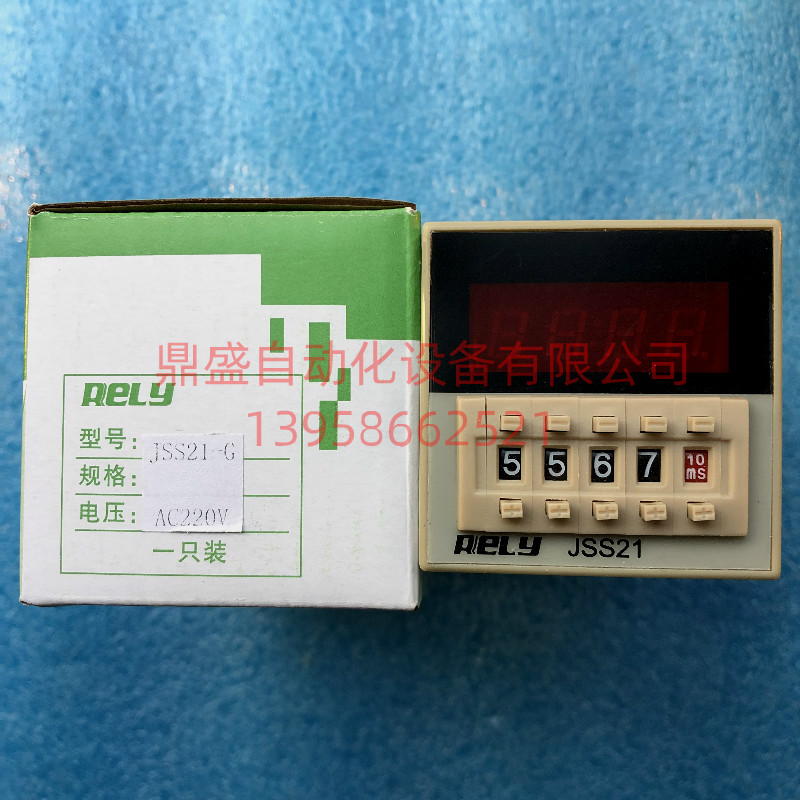 鼎盛自动化设备有限公司
13958662521
RELY
型号: JSS21-G
规格:
电压: AC220V
一只装
5 5 6 7 10 ms
RELY JSS21